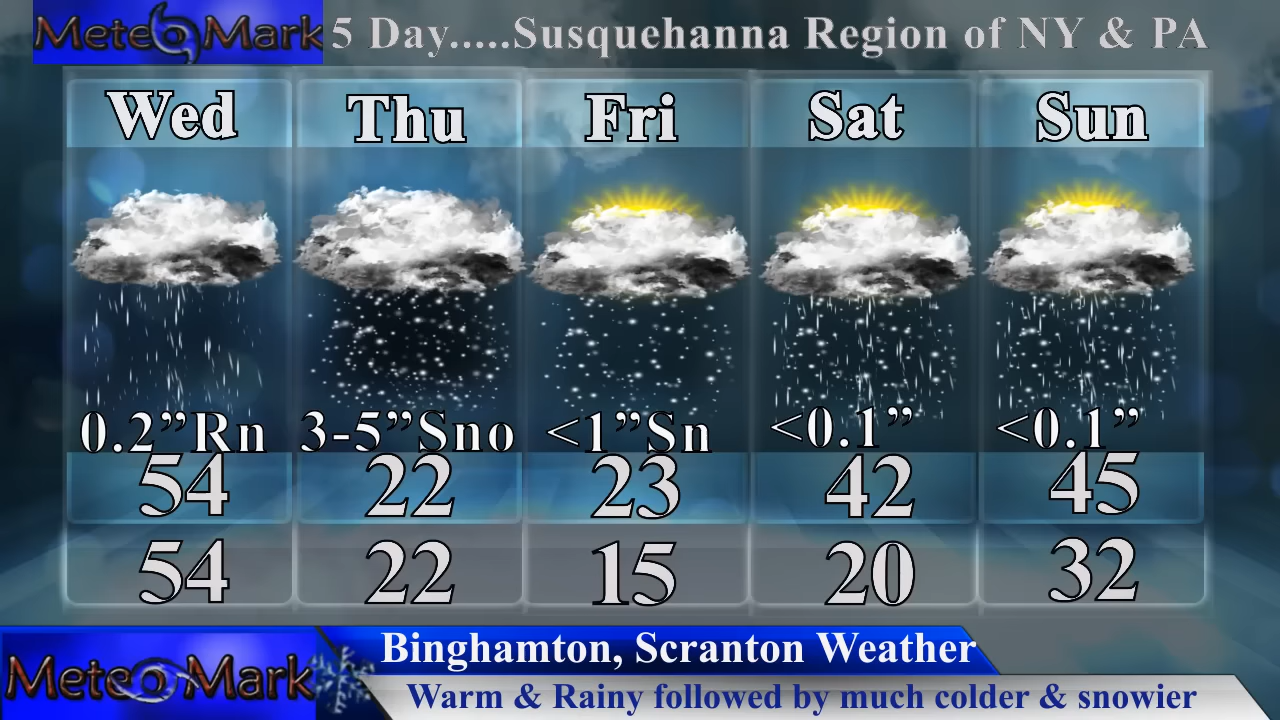 MeteoMark 5 Day.....Susquehanna Region of NY & PA
Wed Thu Fri Sat Sun
0.2”Rn 3-5”Sno <1”Sn <0.1” <0.1”
54 22 23 42 45
54 22 15 20 32
Binghamton, Scranton Weather
MeteoMark
Warm & Rainy followed by much colder & snowier